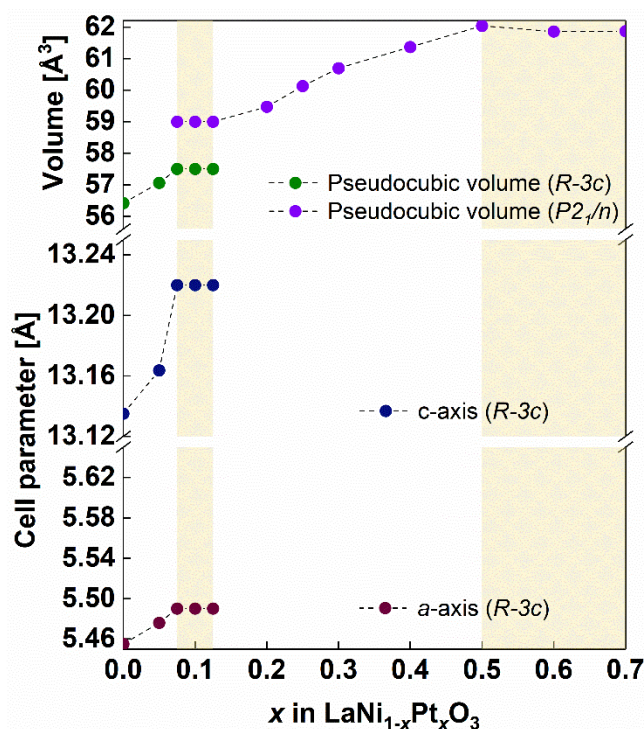 Volume [Å³]
62
61
60
59
58
57
56
Pseudocubic volume (R-3c)
Pseudocubic volume (P2₁/n)
Cell parameter [Å]
13.24
13.20
13.16
13.12
c-axis (R-3c)
5.62
5.58
5.54
5.50
5.46
a-axis (R-3c)
0.0 0.1 0.2 0.3 0.4 0.5 0.6 0.7
x in LaNi₁₋ₓPtₓO₃